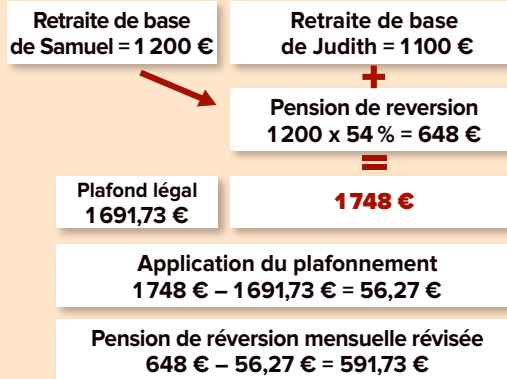 Retraite de base
de Samuel = 1 200 €
Retraite de base
de Judith = 1 100 €
+
Pension de reversion
1 200 x 54 % = 648 €
=
Plafond légal
1 691,73 €
1 748 €
Application du plafonnement
1 748 € – 1 691,73 € = 56,27 €
Pension de réversion mensuelle révisée
648 € – 56,27 € = 591,73 €